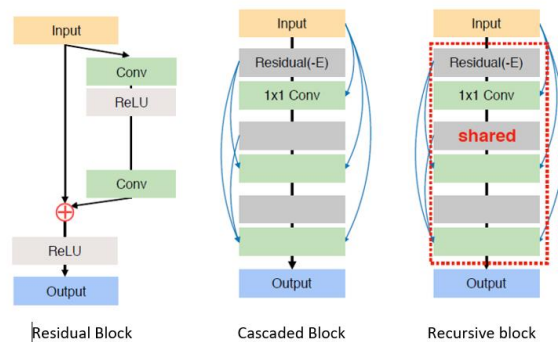 Input
Conv
ReLU
Conv
ReLU
Output
Residual Block
Input
Residual(-E)
1x1 Conv
Output
Cascaded Block
Input
Residual(-E)
1x1 Conv
shared
Output
Recursive block